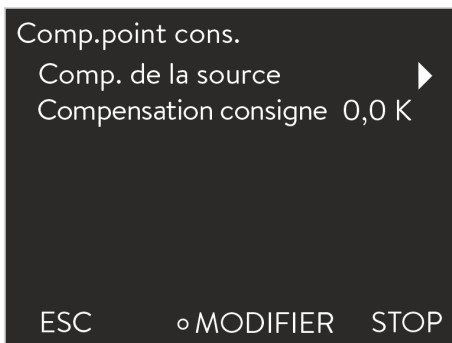 Comp.point cons.
Comp. de la source
Compensation consigne 0,0 K
ESC ∘ MODIFIER STOP